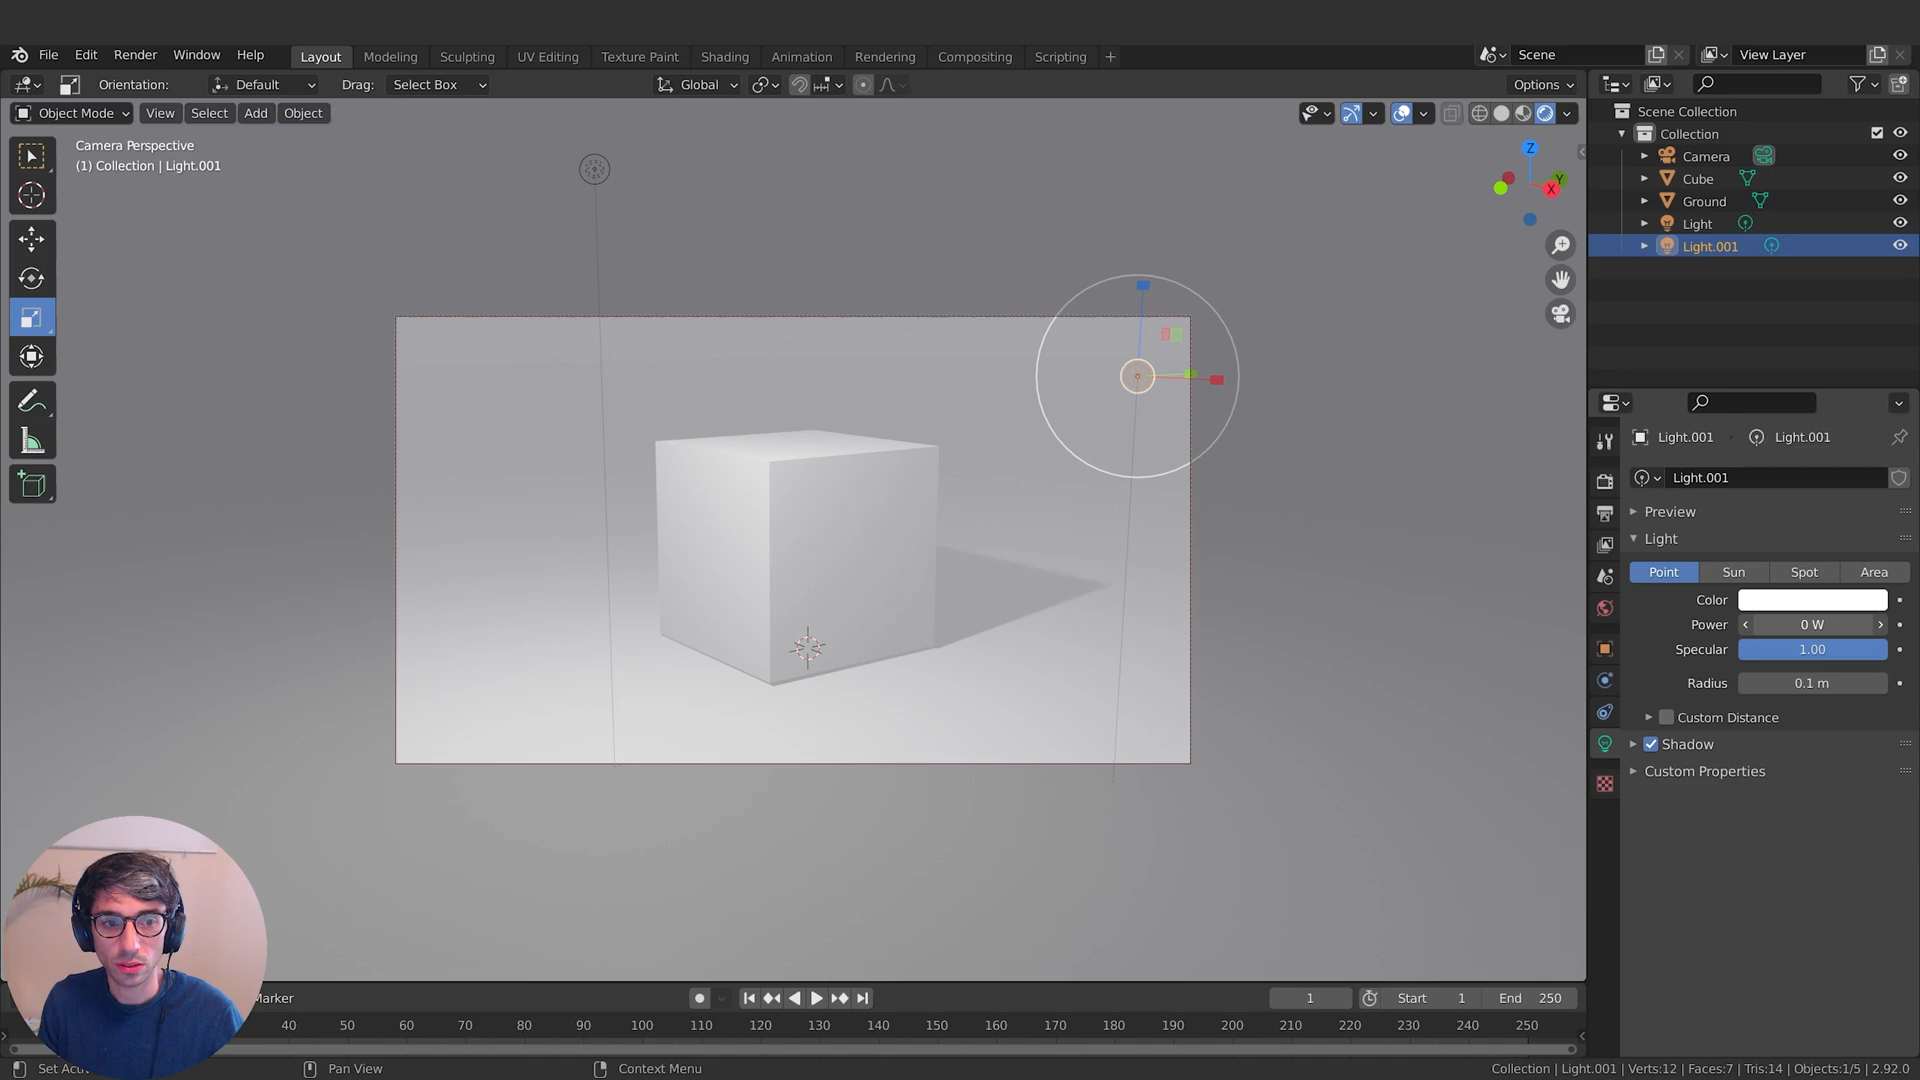 File Edit Render Window Help Layout Modeling Sculpting UV Editing Texture Paint Shading Animation Rendering Compositing Scripting + Scene View Layer
Orientation: Default Drag: Select Box Global Options
Object Mode View Select Add Object
Camera Perspective
(1) Collection | Light.001
Z
Y
X
Scene Collection
Collection
Camera
Cube
Ground
Light
Light.001
Light.001 Light.001
Light.001
Preview
Light
Point Sun Spot Area
Color
Power 0 W
Specular 1.00
Radius 0.1 m
Custom Distance
Shadow
Custom Properties
Marker 1 Start 1 End 250
40 50 60 70 80 90 100 110 120 130 140 150 160 170 180 190 200 210 220 230 240 250
Set Pan View Context Menu Collection | Light.001 | Verts:12 | Faces:7 | Tris:14 | Objects:1/5 | 2.92.0